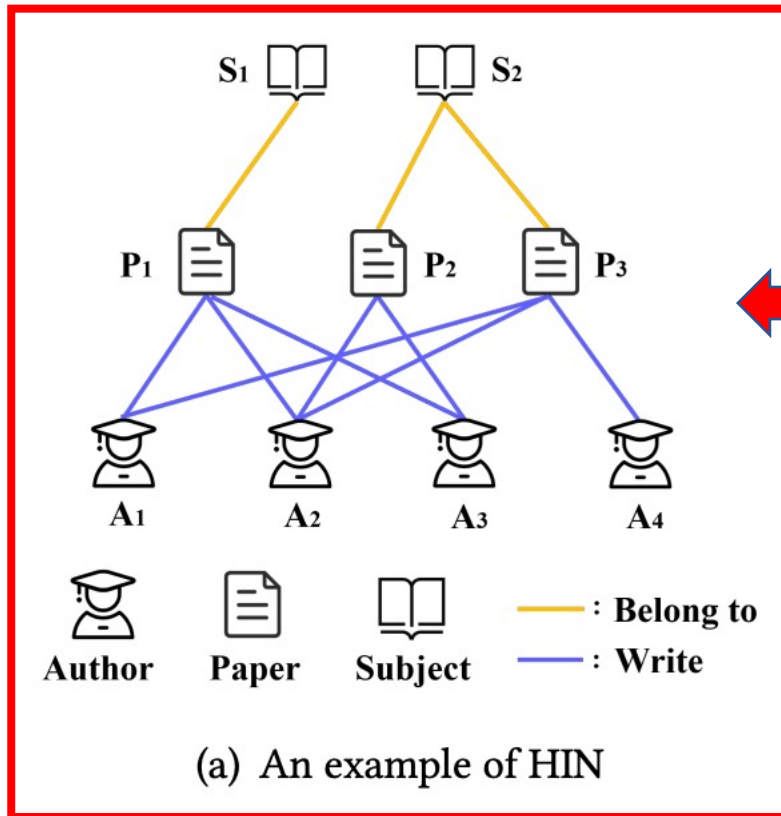 S1 S2
P1 P2 P3
A1 A2 A3 A4
: Belong to
Author Paper Subject : Write
(a) An example of HIN